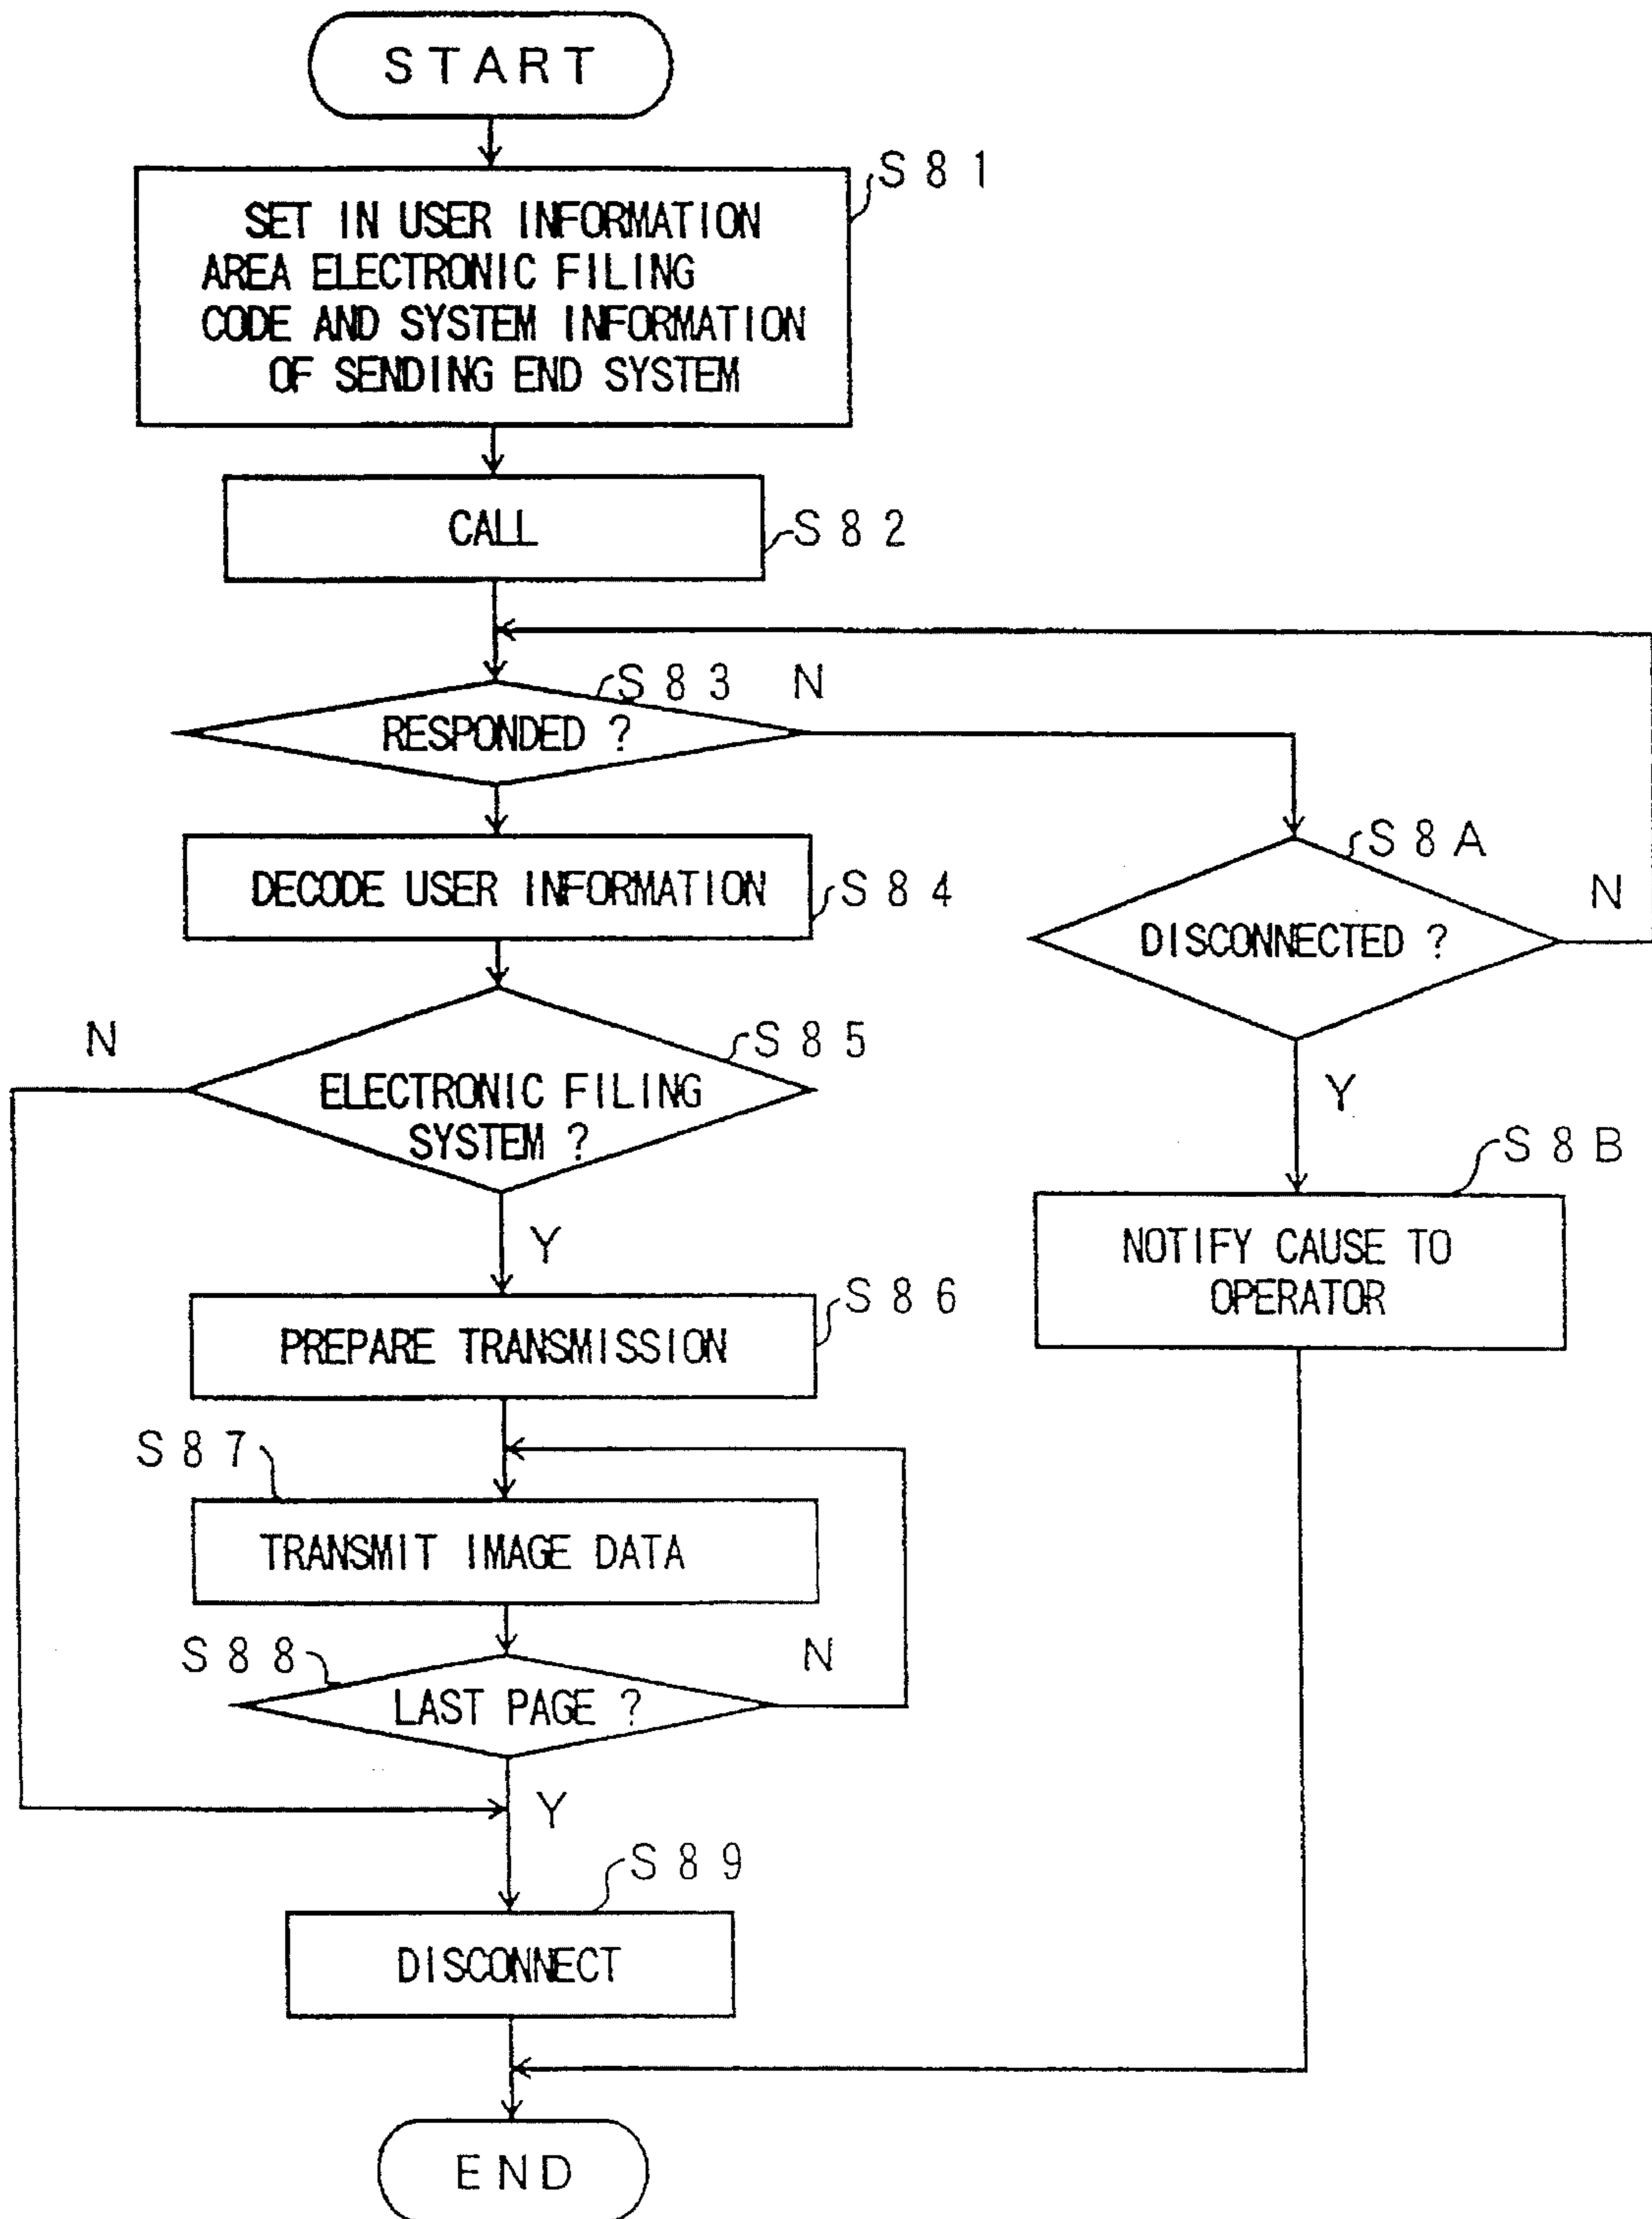 START
S81
SET IN USER INFORMATION
AREA ELECTRONIC FILING
CODE AND SYSTEM INFORMATION
OF SENDING END SYSTEM
CALL
S82
S83
N
RESPONDED ?
DECODE USER INFORMATION
S84
S8A
N
DISCONNECTED ?
N
S85
ELECTRONIC FILING
SYSTEM ?
Y
Y
S8B
NOTIFY CAUSE TO
OPERATOR
S86
PREPARE TRANSMISSION
S87
TRANSMIT IMAGE DATA
S88
N
LAST PAGE ?
Y
S89
DISCONNECT
END